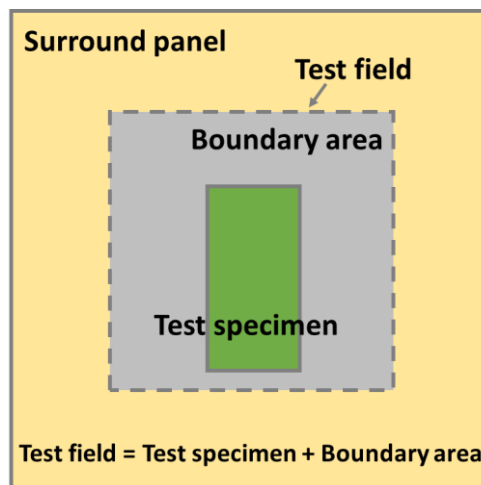 Surround panel
Test field
Boundary area
Test specimen
Test field = Test specimen + Boundary area